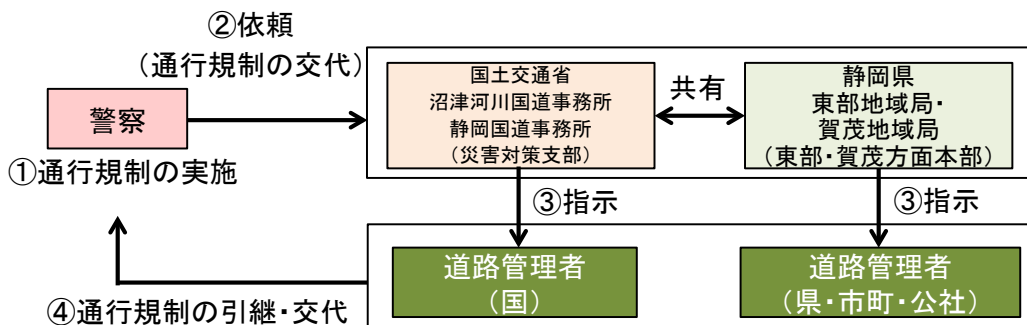 ②依頼
（通行規制の交代）
警察
①通行規制の実施
国土交通省
沼津河川国道事務所
静岡国道事務所
（災害対策支部）
共有
静岡県
東部地域局・
賀茂地域局
（東部・賀茂方面本部）
③指示
③指示
道路管理者
（国）
道路管理者
（県・市町・公社）
④通行規制の引継・交代